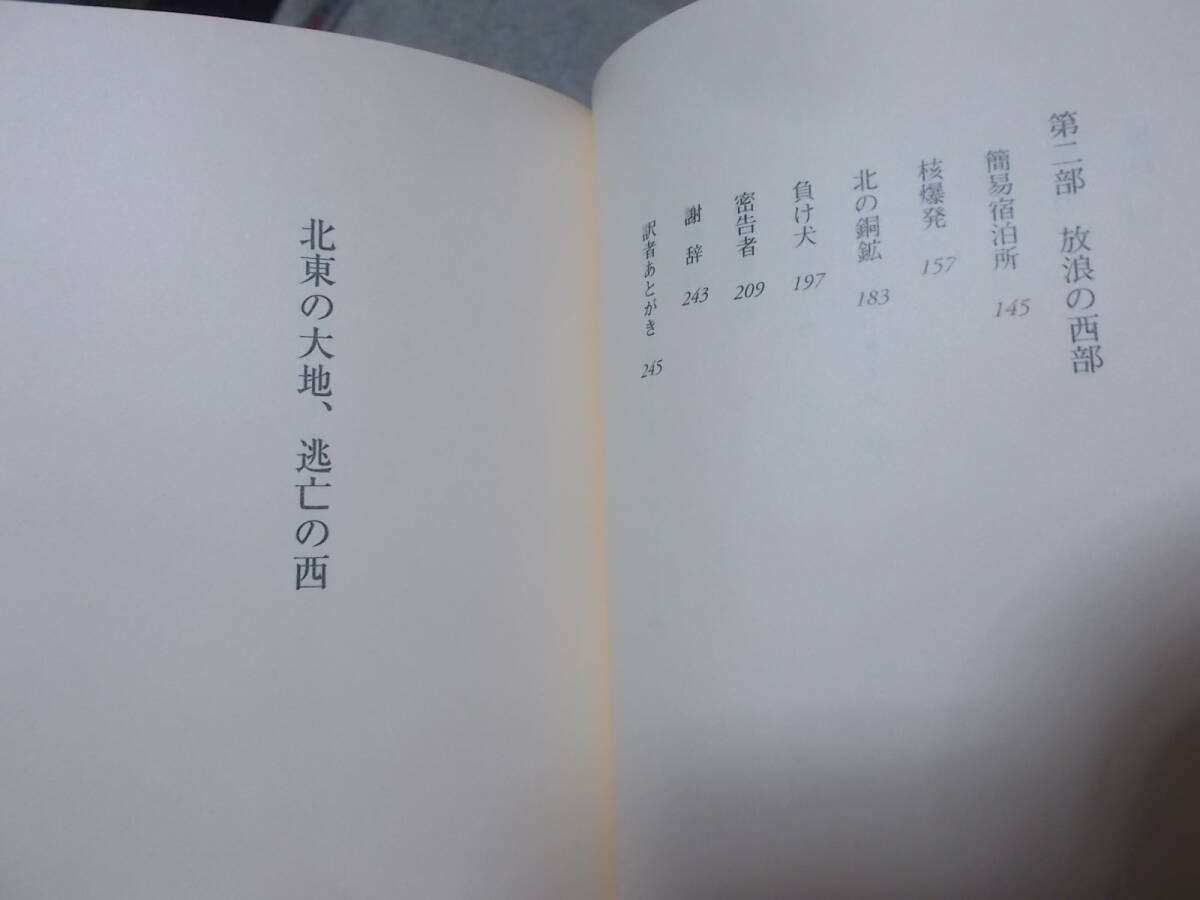 第二部 放浪の西部
簡易宿泊所 145
核爆発 157
北の銅鉱 183
負け犬 197
密告者 209
謝辞 243
訳者あとがき 245
北東の大地、逃亡の西